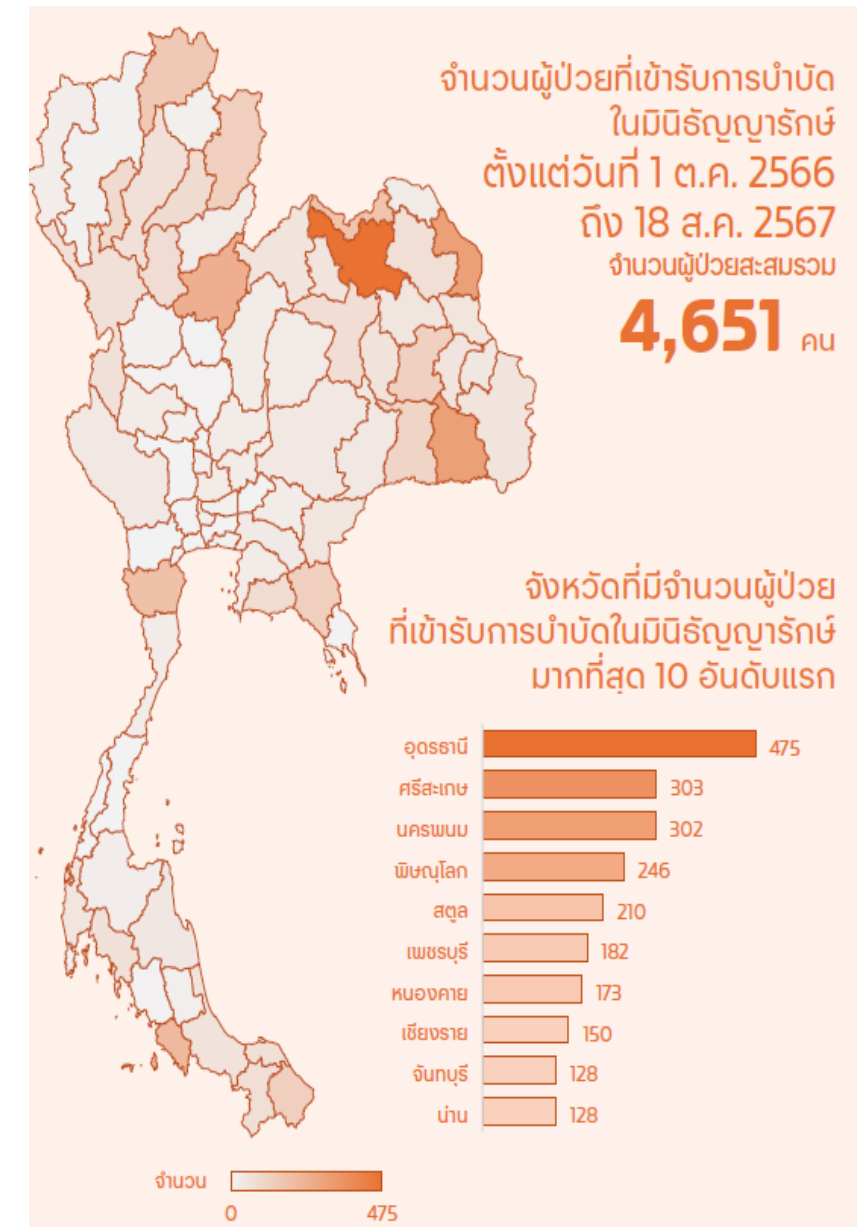 จำนวนผู้ป่วยที่เข้ารับการบำบัด
ในมินิธัญญารักษ์
ตั้งแต่วันที่ 1 ต.ค. 2566
ถึง 18 ส.ค. 2567
จำนวนผู้ป่วยสะสมรวม
4,651 คน
จังหวัดที่มีจำนวนผู้ป่วย
ที่เข้ารับการบำบัดในมินิธัญญารักษ์
มากที่สุด 10 อันดับแรก
อุดรธานี 475
ศรีสะเกษ 303
นครพนม 302
พิษณุโลก 246
สตูล 210
เพชรบุรี 182
หนองคาย 173
เชียงราย 150
จันทบุรี 128
น่าน 128
จำนวน
0 475